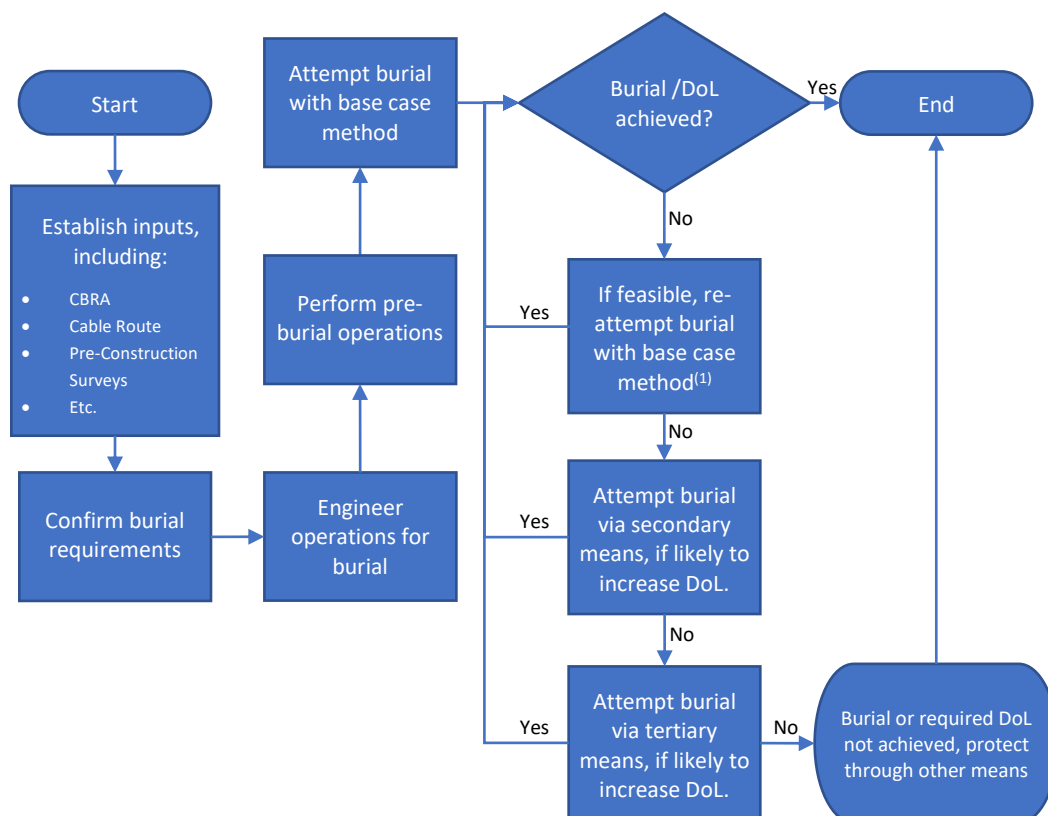 Start
Establish inputs,
including:
• CBRA
• Cable Route
• Pre-Construction
Surveys
• Etc.
Confirm burial
requirements
Engineer
operations for
burial
Perform pre-
burial operations
Attempt burial
with base case
method
Burial /DoL
achieved?
Yes
End
No
If feasible, re-
attempt burial
with base case
method(1)
Yes
No
Attempt burial
via secondary
means, if likely to
increase DoL.
Yes
No
Attempt burial
via tertiary
means, if likely to
increase DoL.
Yes
No
Burial or required DoL
not achieved, protect
through other means